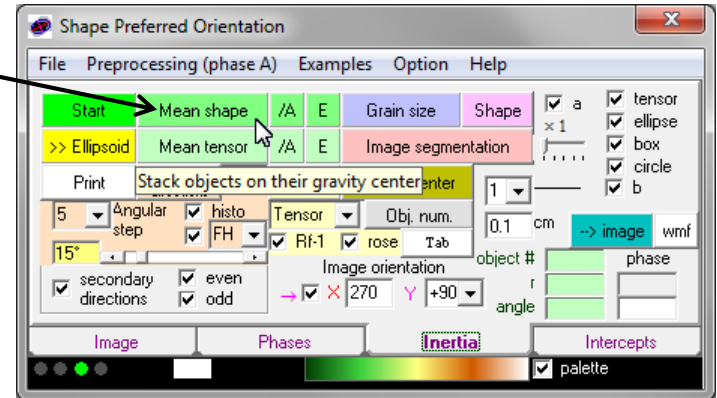 Shape Preferred Orientation
File Preprocessing (phase A) Examples Option Help
Start Mean shape /A E Grain size Shape a tensor
× 1 ellipse
>> Ellipsoid Mean tensor /A E Image segmentation box
circle
Print Stack objects on their gravity center enter 1 b
5 Angular step histo Tensor Obj. num. 0.1 cm --> image wmf
FH Rf-1 rose Tab
15° Image orientation object # phase
secondary directions even odd → X 270 Y +90 r
angle
Image Phases Inertia Intercepts
palette